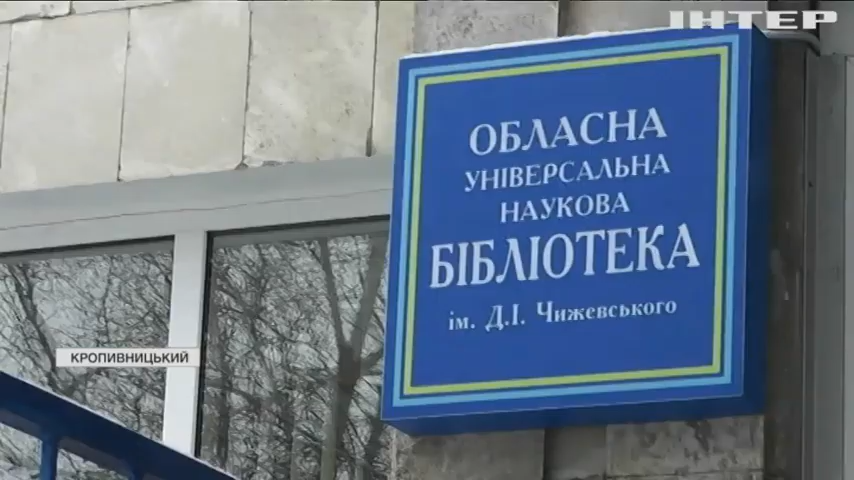 ІНТЕР
ОБЛАСНА
УНІВЕРСАЛЬНА
НАУКОВА
БІБЛІОТЕКА
ім. Д.І. Чижевського
КРОПИВНИЦЬКИЙ